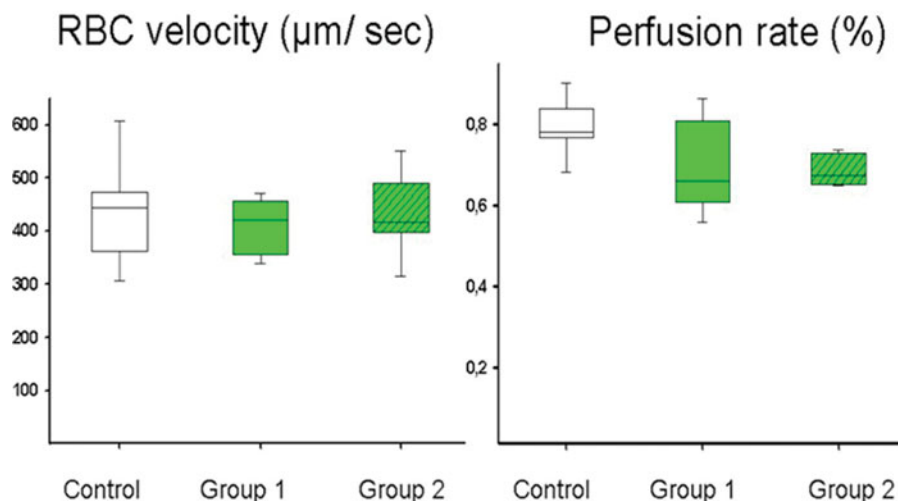 RBC velocity (µm/ sec)
600
500
400
300
200
100
Control Group 1 Group 2
Perfusion rate (%)
0,8
0,6
0,4
0,2
Control Group 1 Group 2